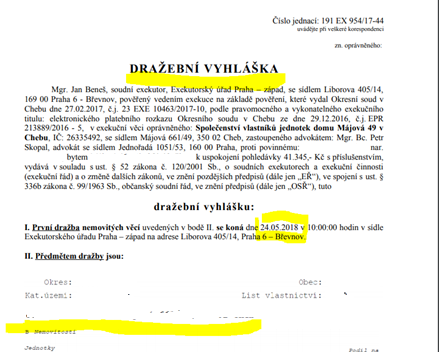 Číslo jednací: 191 EX 954/17-44
uvádějte při veškeré korespondenci
zn. oprávněného:
DRAŽEBNÍ VYHLÁŠKA
Mgr. Jan Beneš, soudní exekutor, Exekutorský úřad Praha – západ, se sídlem Liborova 405/14,
169 00 Praha 6 - Břevnov, pověřený vedením exekuce na základě pověření, které vydal Okresní soud v
Chebu dne 27.02.2017, č.j. 23 EXE 10463/2017-10, podle pravomocného a vykonatelného exekučního
titulu: elektronického platebního rozkazu Okresního soudu v Chebu ze dne 29.12.2016, č.j. EPR
213889/2016 - 5, v exekuci věci oprávněného: Společenství vlastníků jednotek domu Májová 49 v
Chebu, IČ: 26335492, se sídlem Májová 661/49, 350 02 Cheb, zastoupeného advokátem: Mgr. Bc. Petr
Skopal, advokát se sídlem Jednořadá 1051/53, 160 00 Praha, proti povinnému: nar.
bytem k uspokojení pohledávky 41.345,- Kč s příslušenstvím,
vydává v souladu s ust. § 52 zákona č. 120/2001 Sb., o soudních exekutorech a exekuční činnosti
(exekuční řád) a o změně dalších zákonů, ve znění pozdějších předpisů (dále jen „EŘ"), ve spojení s ust. §
336b zákona č. 99/1963 Sb., občanský soudní řád, ve znění předpisů (dále jen „OSŘ"), tuto
dražební vyhlášku:
I. První dražba nemovitých věcí uvedených v bodě II. se koná dne 24.05.2018 v 10:00:00 hodin v sídle
Exekutorského úřadu Praha – západ na adrese Liborova 405/14, Praha 6 – Břevnov.
II. Předmětem dražby jsou:
Okres: Obec:
Kat.území: List vlastnictví:
B Nemovitosti
Jednotky
Podíl na